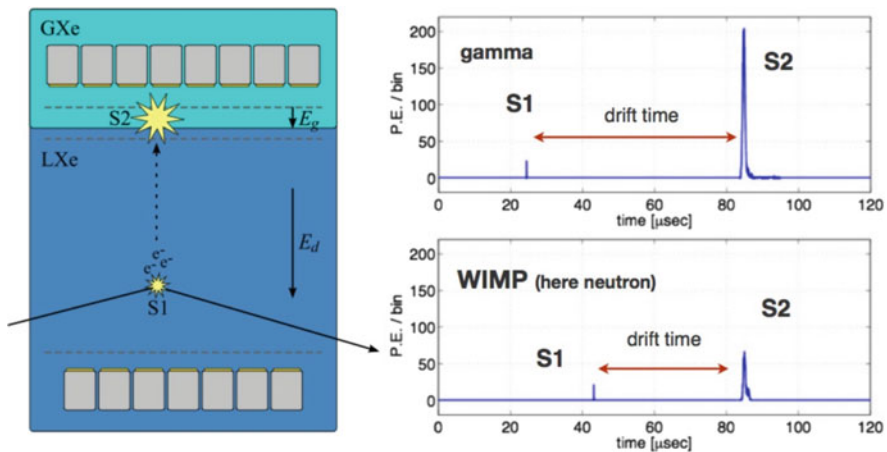 GXe
S2
E_g
LXe
E_d
e⁻
e⁻ e⁻
S1
P.E. / bin
200
150
100
50
0
gamma
S1
S2
drift time
0 20 40 60 80 100 120
time [μsec]
P.E. / bin
200
150
100
50
0
WIMP (here neutron)
S1
S2
drift time
0 20 40 60 80 100 120
time [μsec]